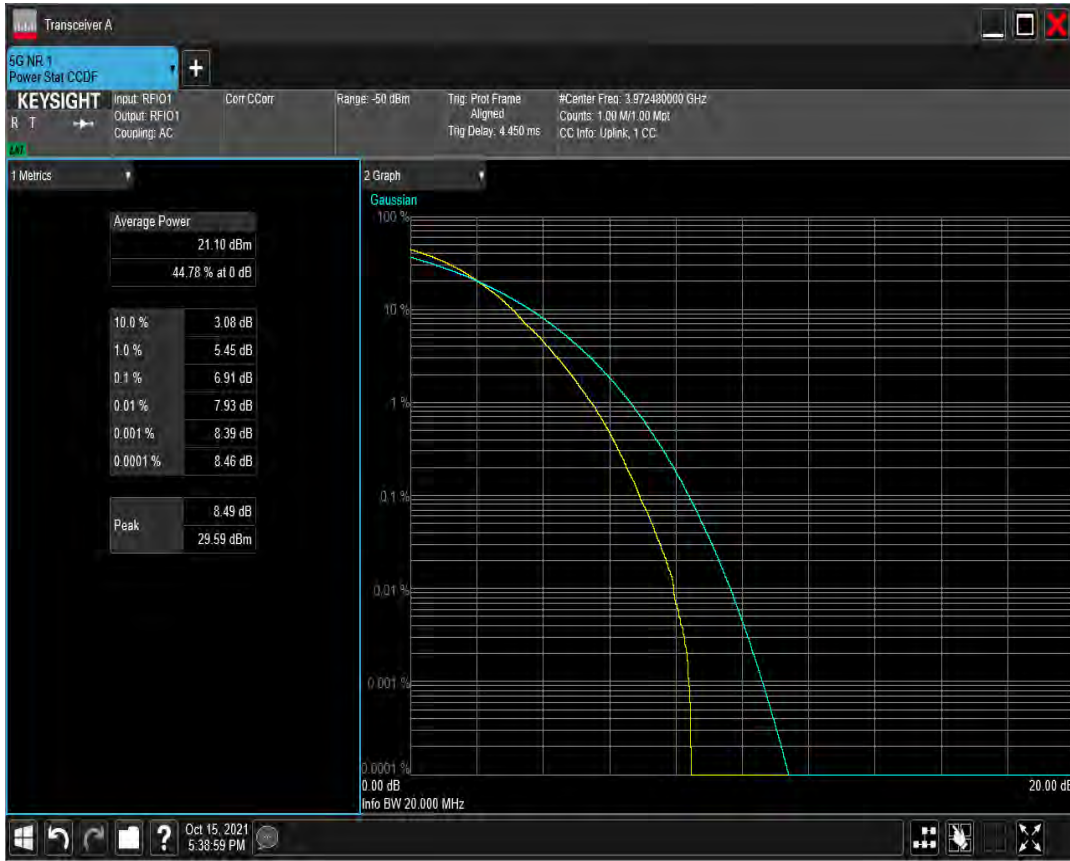 Transceiver A
5G NR 1
Power Stat CCDF
+
KEYSIGHT
R T
LXI
Input: RFIO1
Output: RFIO1
Coupling: AC
Corr CCorr
Range: -50 dBm
Trig: Prot Frame
Aligned
Trig Delay: 4.450 ms
#Center Freq: 3.972480000 GHz
Counts: 1.00 M/1.00 Mpt
CC Info: Uplink, 1 CC
1 Metrics
Average Power
21.10 dBm
44.78 % at 0 dB
10.0 % 3.08 dB
1.0 % 5.45 dB
0.1 % 6.91 dB
0.01 % 7.93 dB
0.001 % 8.39 dB
0.0001 % 8.46 dB
Peak
8.49 dB
29.59 dBm
2 Graph
Gaussian
100 %
10 %
1 %
0.1 %
0.01 %
0.001 %
0.0001 %
0.00 dB 20.00 dB
Info BW 20.000 MHz
?
Oct 15, 2021
5:38:59 PM